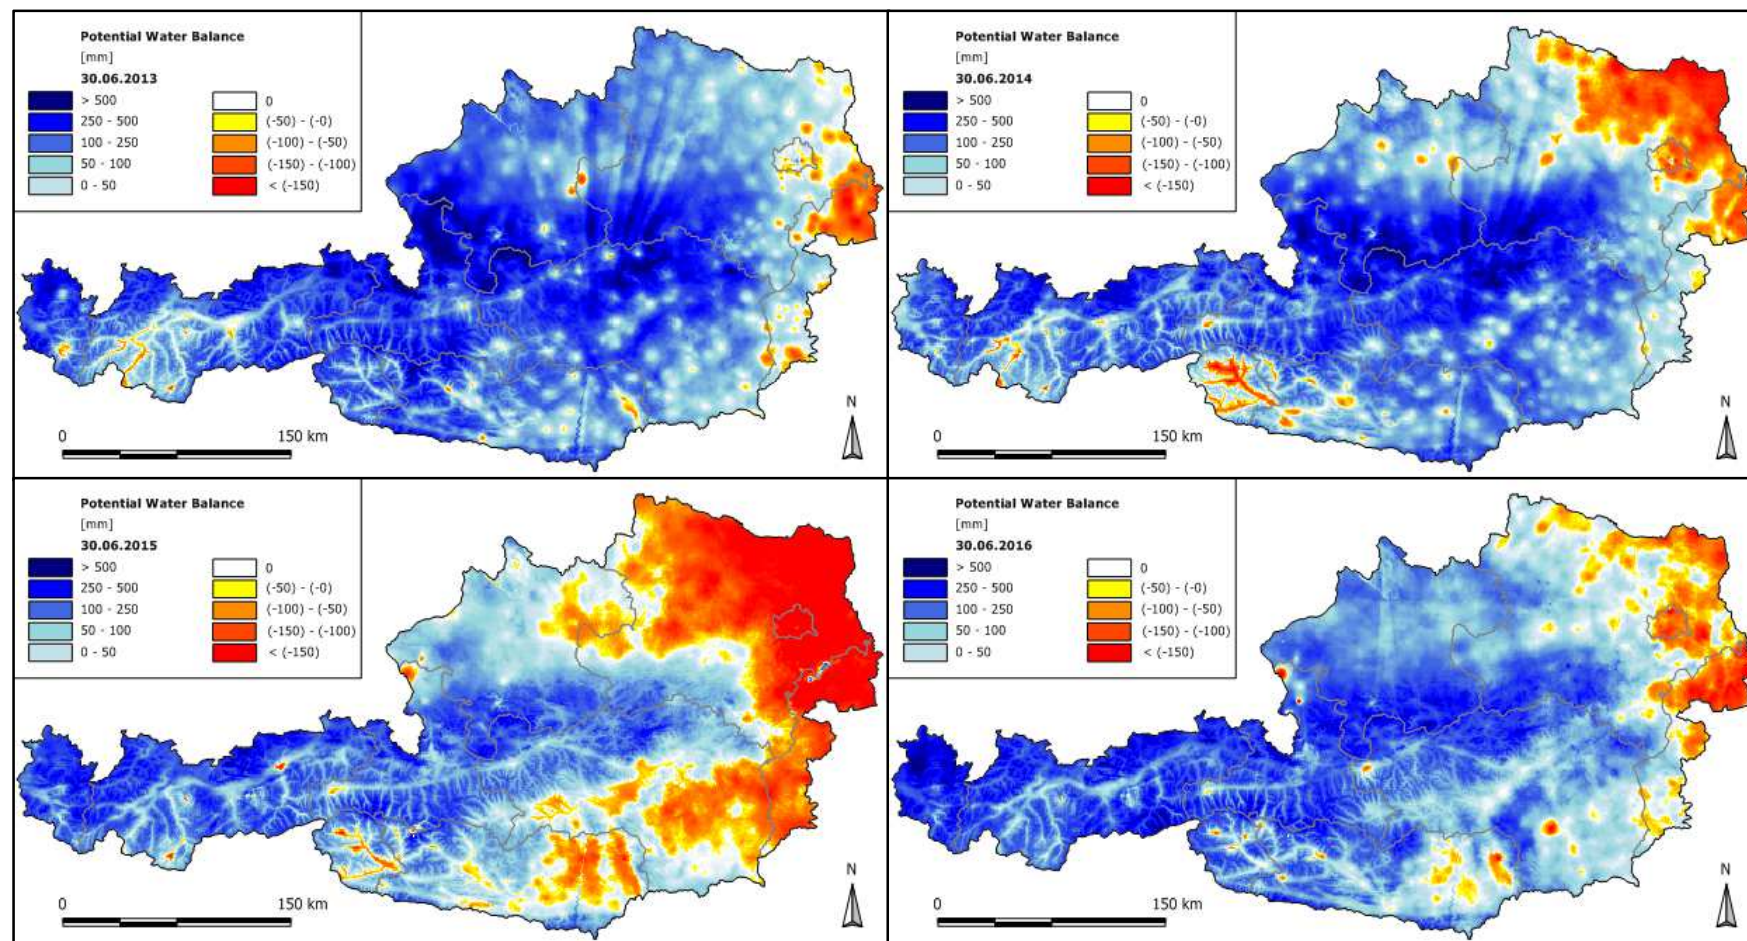 Potential Water Balance
[mm]
30.06.2013
> 500 0
250 - 500 (-50) - (-0)
100 - 250 (-100) - (-50)
50 - 100 (-150) - (-100)
0 - 50 < (-150)
N
0 150 km
Potential Water Balance
[mm]
30.06.2014
> 500 0
250 - 500 (-50) - (-0)
100 - 250 (-100) - (-50)
50 - 100 (-150) - (-100)
0 - 50 < (-150)
N
0 150 km
Potential Water Balance
[mm]
30.06.2015
> 500 0
250 - 500 (-50) - (-0)
100 - 250 (-100) - (-50)
50 - 100 (-150) - (-100)
0 - 50 < (-150)
N
0 150 km
Potential Water Balance
[mm]
30.06.2016
> 500 0
250 - 500 (-50) - (-0)
100 - 250 (-100) - (-50)
50 - 100 (-150) - (-100)
0 - 50 < (-150)
N
0 150 km